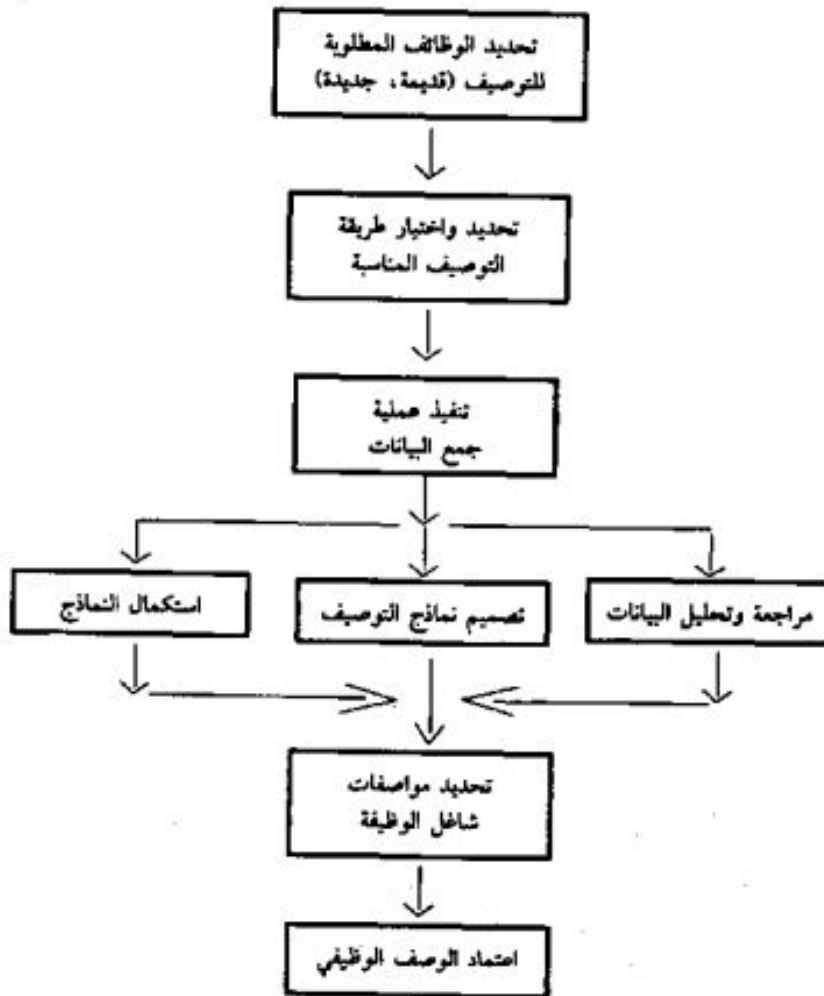 تحديد الوظائف المطلوبة
للتوصيف (قديمة، جديدة)
تحديد واختيار طريقة
التوصيف المناسبة
تنفيذ عملية
جمع البيانات
مراجعة وتحليل البيانات
تصميم نماذج التوصيف
استكمال النماذج
تحديد مواصفات
شاغل الوظيفة
اعتماد الوصف الوظيفي